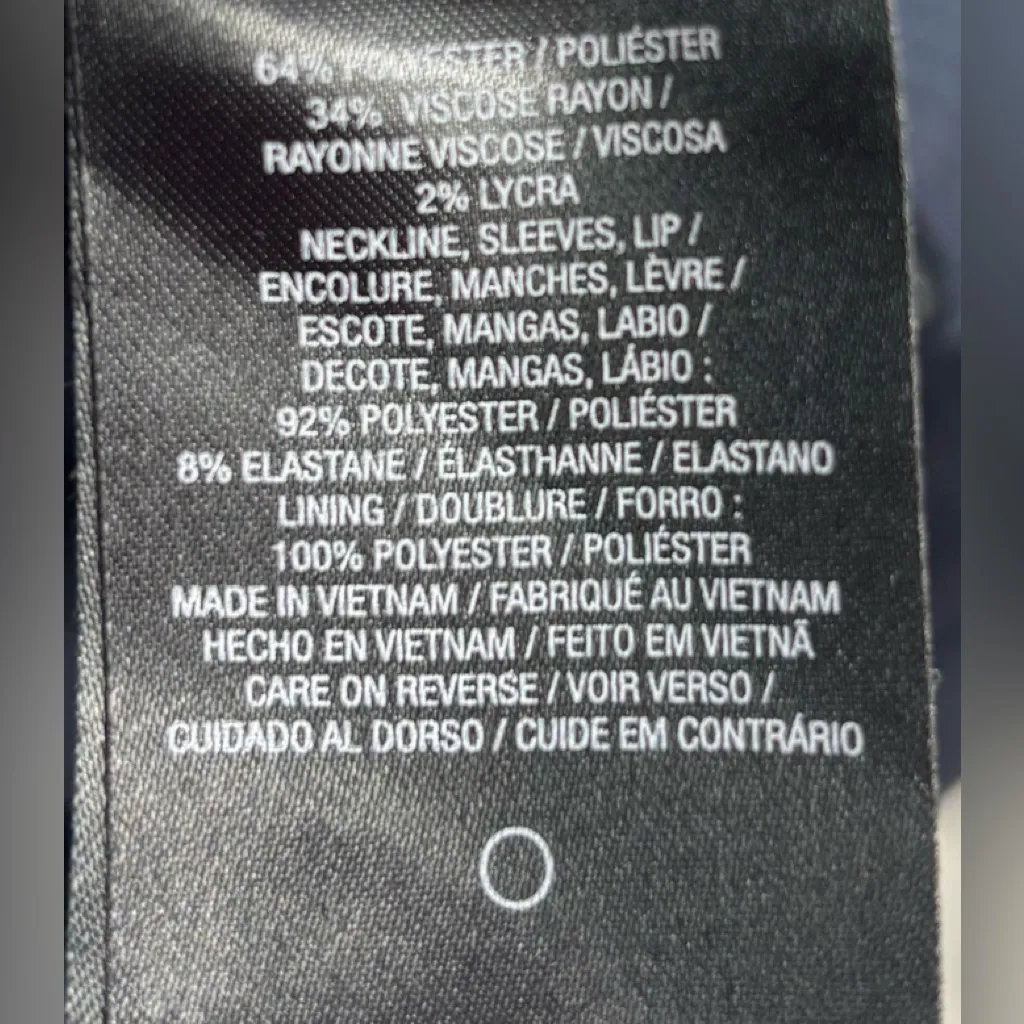 64% POLYESTER / POLIÉSTER
34% VISCOSE RAYON /
RAYONNE VISCOSE / VISCOSA
2% LYCRA
NECKLINE, SLEEVES, LIP /
ENCOLURE, MANCHES, LÈVRE /
ESCOTE, MANGAS, LABIO /
DECOTE, MANGAS, LÁBIO :
92% POLYESTER / POLIÉSTER
8% ELASTANE / ÉLASTHANNE / ELASTANO
LINING / DOUBLURE / FORRO :
100% POLYESTER / POLIÉSTER
MADE IN VIETNAM / FABRIQUÉ AU VIETNAM
HECHO EN VIETNAM / FEITO EM VIETNÃ
CARE ON REVERSE / VOIR VERSO /
CUIDADO AL DORSO / CUIDE EM CONTRÁRIO